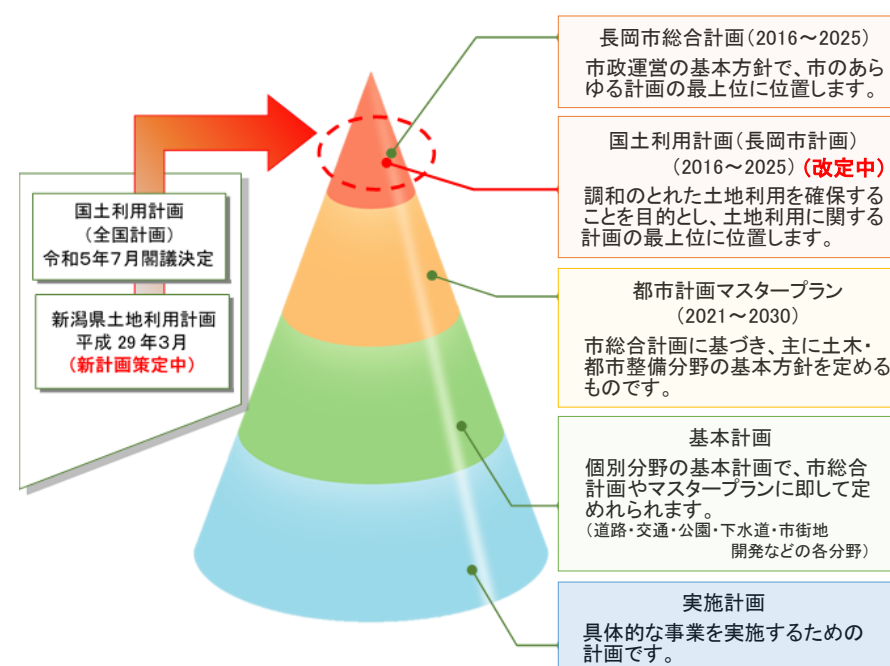 国土利用計画
（全国計画）
令和5年7月閣議決定
新潟県土地利用計画
平成 29 年3月
（新計画策定中）
長岡市総合計画（2016～2025）
市政運営の基本方針で、市のあら
ゆる計画の最上位に位置します。
国土利用計画（長岡市計画）
（2016～2025）（改定中）
調和のとれた土地利用を確保する
ことを目的とし、土地利用に関する
計画の最上位に位置します。
都市計画マスタープラン
（2021～2030）
市総合計画に基づき、主に土木・
都市整備分野の基本方針を定める
ものです。
基本計画
個別分野の基本計画で、市総合
計画やマスタープランに即して定
めれられます。
（道路・交通・公園・下水道・市街地
開発などの各分野）
実施計画
具体的な事業を実施するための
計画です。